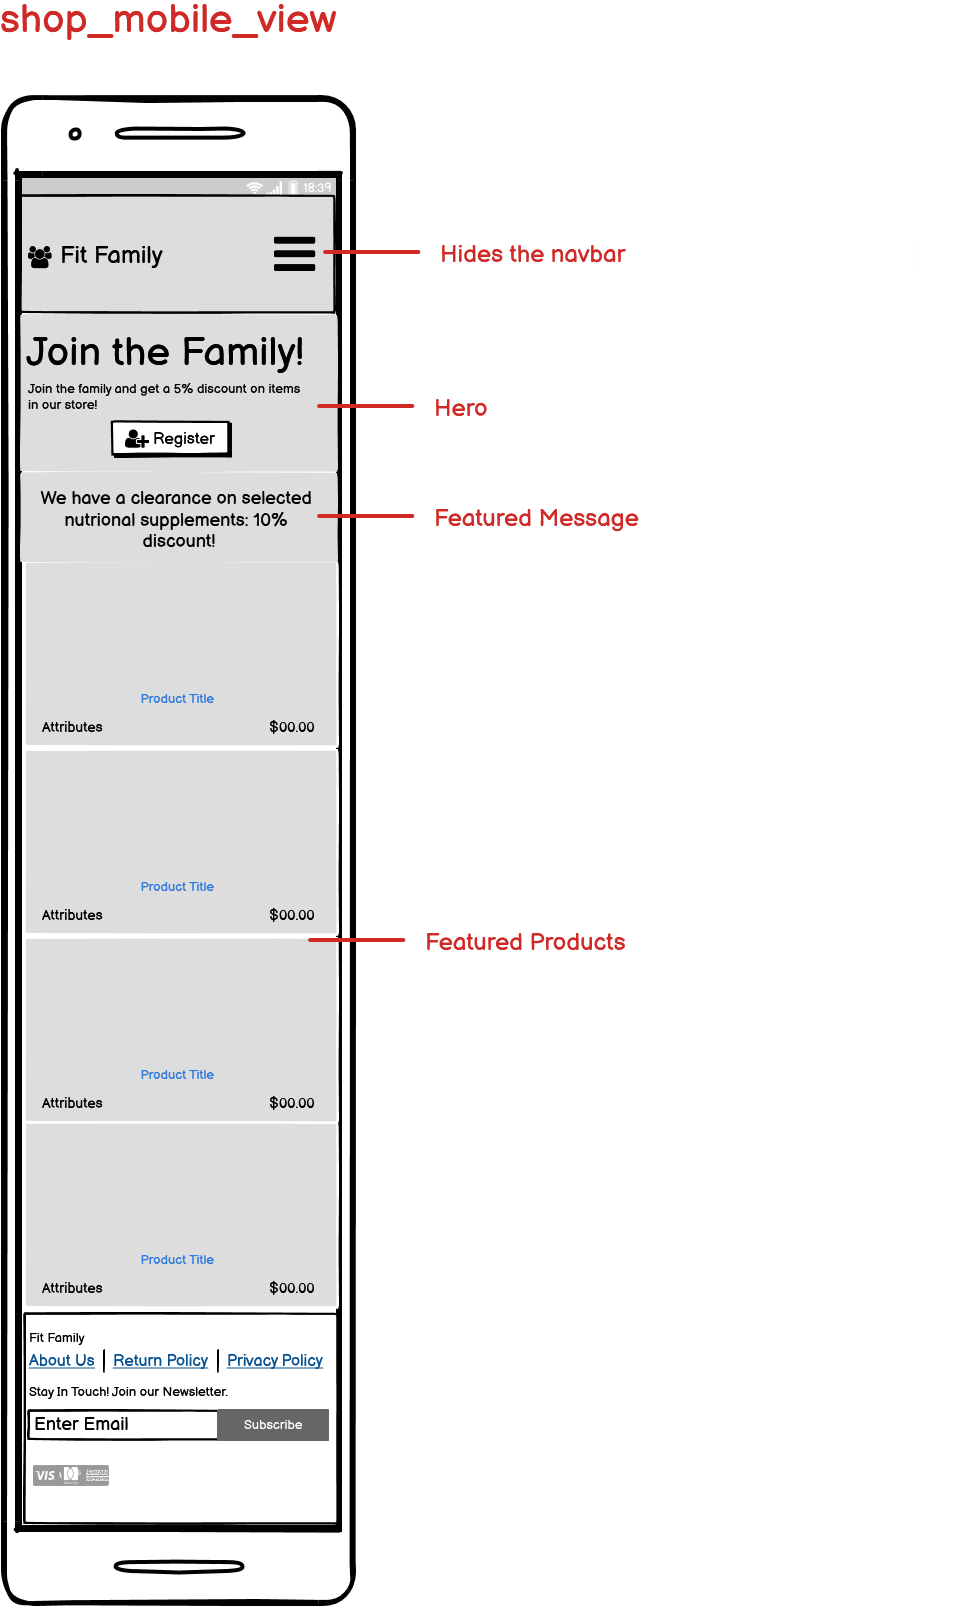 shop_mobile_view
18:39
Fit Family
Hides the navbar
Join the Family!
Join the family and get a 5% discount on items
in our store!
Hero
Register
We have a clearance on selected
nutrional supplements: 10%
discount!
Featured Message
Product Title
Attributes $00.00
Product Title
Attributes $00.00
Featured Products
Product Title
Attributes $00.00
Product Title
Attributes $00.00
Fit Family
About Us | Return Policy | Privacy Policy
Stay In Touch! Join our Newsletter.
Enter Email Subscribe
VIS